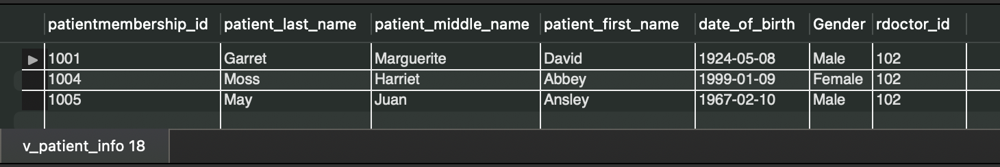 patientmembership_id patient_last_name patient_middle_name patient_first_name date_of_birth Gender rdoctor_id
1001 Garret Marguerite David 1924-05-08 Male 102
1004 Moss Harriet Abbey 1999-01-09 Female 102
1005 May Juan Ansley 1967-02-10 Male 102
v_patient_info 18